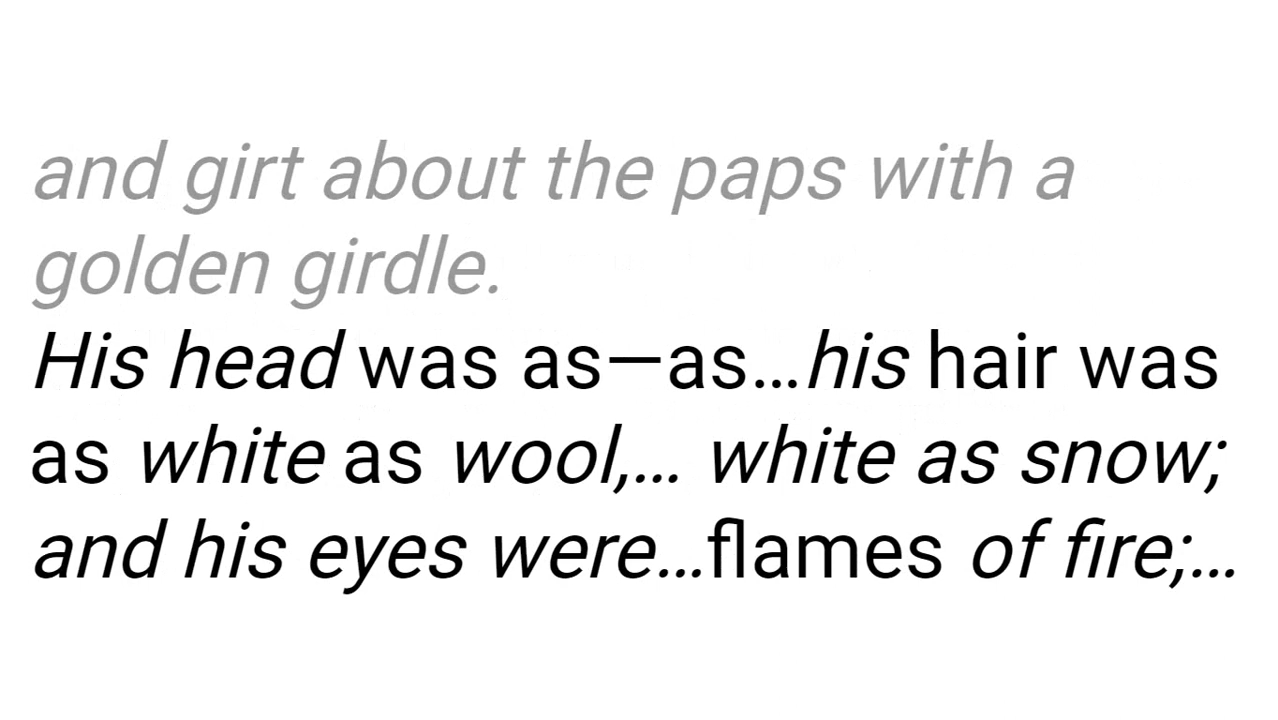 and girt about the paps with a
golden girdle.
His head was as—as…his hair was
as white as wool,… white as snow;
and his eyes were…flames of fire;…